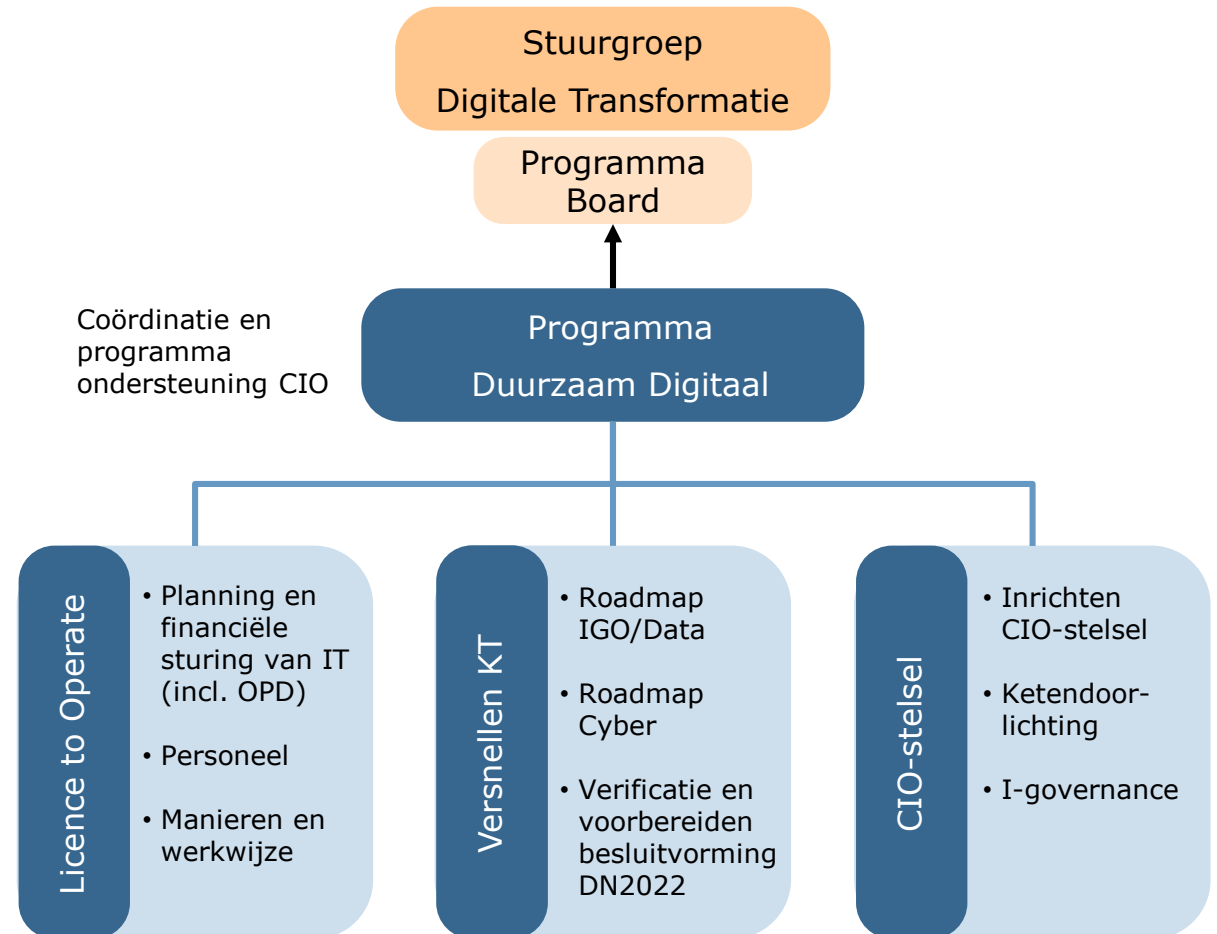 Stuurgroep
Digitale Transformatie
Programma
Board
Coördinatie en
programma
ondersteuning CIO
Programma
Duurzaam Digitaal
Licence to Operate
• Planning en
financiële
sturing van IT
(incl. OPD)
• Personeel
• Manieren en
werkwijze
Versnellen KT
• Roadmap
IGO/Data
• Roadmap
Cyber
• Verificatie en
voorbereiden
besluitvorming
DN2022
CIO-stelsel
• Inrichten
CIO-stelsel
• Ketendoor-
lichting
• I-governance